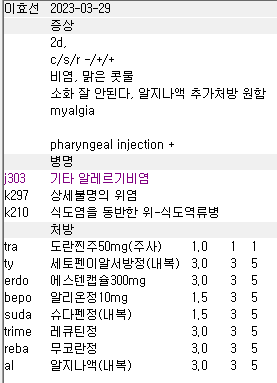 이효선 2023-03-29
증상
2d,
c/s/r -/+/+
비염, 맑은 콧물
소화 잘 안된다, 알지나액 추가처방 원함
myalgia
pharyngeal injection +
병명
j303 기타 알레르기비염
k297 상세불명의 위염
k210 식도염을 동반한 위-식도역류병
처방
tra 도란찐주50mg(주사) 1.0 1 1
ty 세토펜이알서방정(내복) 3.0 3 5
erdo 에스텐캡슐300mg 3.0 3 5
bepo 알리온정10mg 1.5 3 5
suda 슈다펜정(내복) 1.5 3 5
trime 레큐틴정 3.0 3 5
reba 무코란정 3.0 3 5
al 알지나액(내복) 3.0 3 5